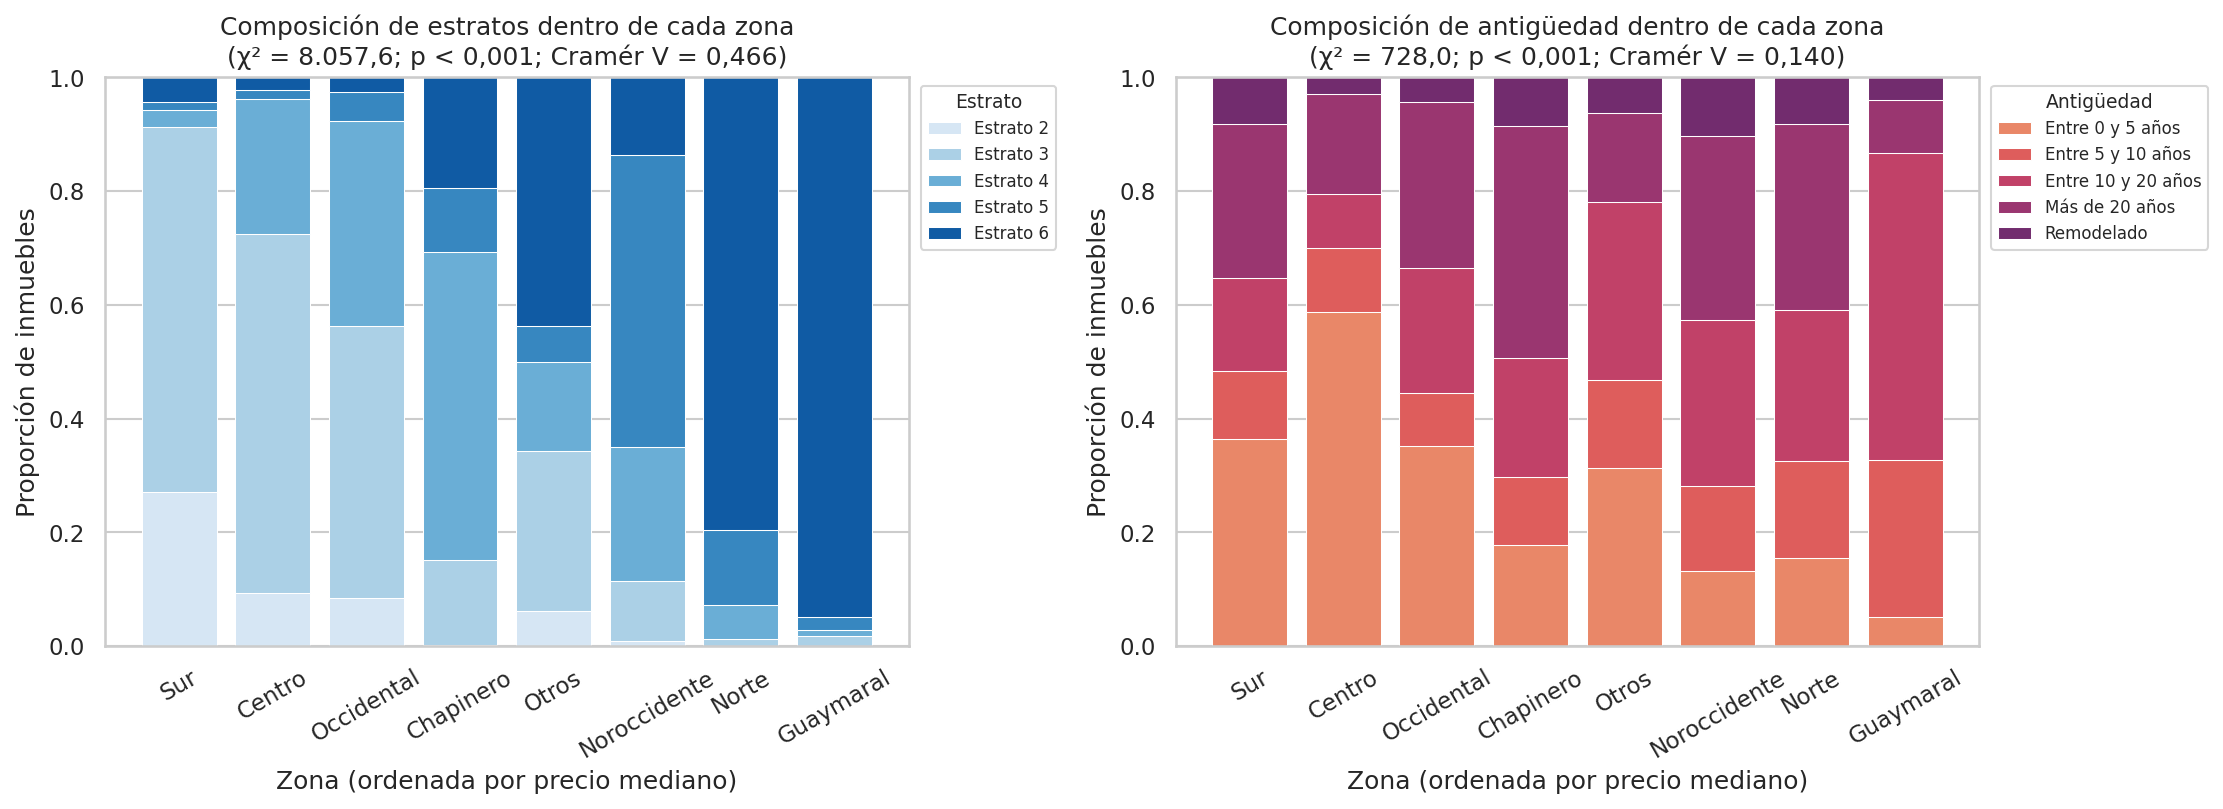 Composición de estratos dentro de cada zona
(χ² = 8.057,6; p < 0,001; Cramér V = 0,466)
Proporción de inmuebles
1.0
0.8
0.6
0.4
0.2
0.0
Sur
Centro
Occidental
Chapinero
Otros
Noroccidente
Norte
Guaymaral
Zona (ordenada por precio mediano)
Estrato
Estrato 2
Estrato 3
Estrato 4
Estrato 5
Estrato 6
Composición de antigüedad dentro de cada zona
(χ² = 728,0; p < 0,001; Cramér V = 0,140)
Proporción de inmuebles
1.0
0.8
0.6
0.4
0.2
0.0
Sur
Centro
Occidental
Chapinero
Otros
Noroccidente
Norte
Guaymaral
Zona (ordenada por precio mediano)
Antigüedad
Entre 0 y 5 años
Entre 5 y 10 años
Entre 10 y 20 años
Más de 20 años
Remodelado